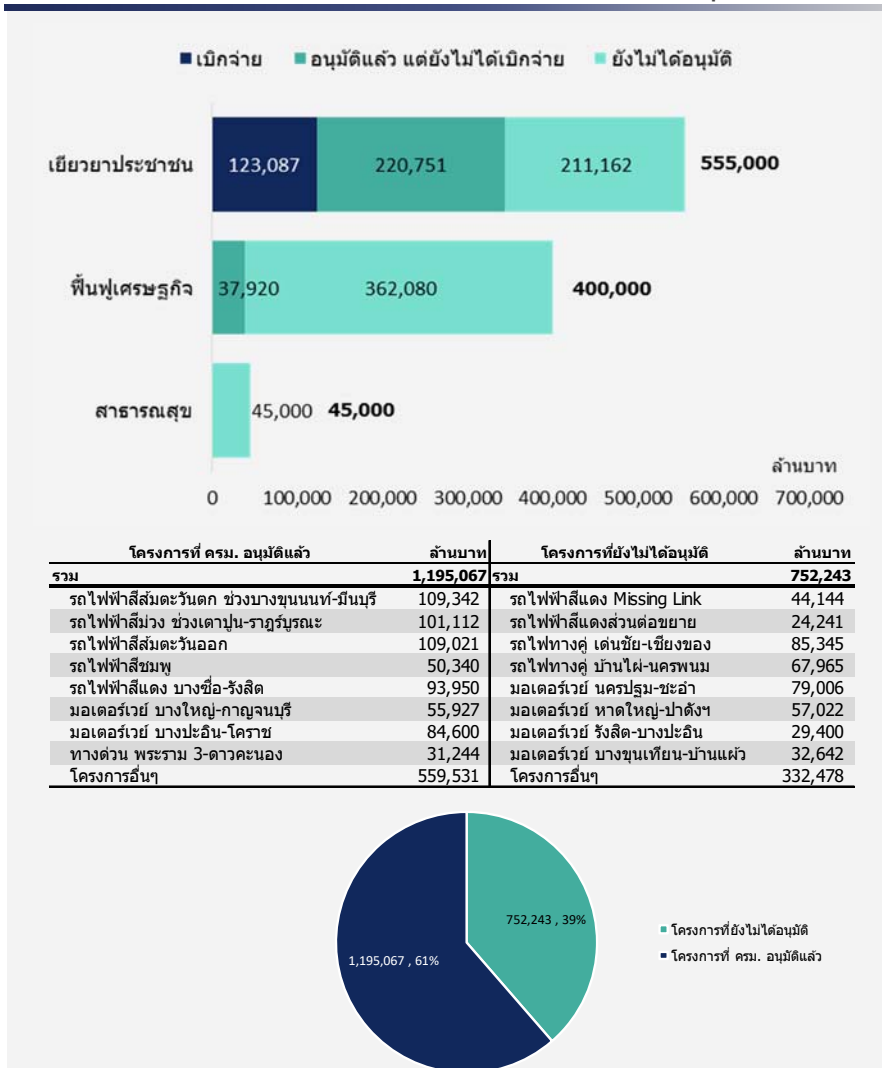 เบิกจ่าย อนุมัติแล้ว แต่ยังไม่ได้เบิกจ่าย ยังไม่ได้อนุมัติ
เยียวยาประชาชน 123,087 220,751 211,162 555,000
ฟื้นฟูเศรษฐกิจ 37,920 362,080 400,000
สาธารณสุข 45,000 45,000
ล้านบาท
0 100,000 200,000 300,000 400,000 500,000 600,000 700,000
โครงการที่ ครม. อนุมัติแล้ว ล้านบาท โครงการที่ยังไม่ได้อนุมัติ ล้านบาท
รวม 1,195,067 รวม 752,243
รถไฟฟ้าสีส้มตะวันตก ช่วงบางขุนนนท์-มีนบุรี 109,342 รถไฟฟ้าสีแดง Missing Link 44,144
รถไฟฟ้าสีม่วง ช่วงเตาปูน-ราฎร์บูรณะ 101,112 รถไฟฟ้าสีแดงส่วนต่อขยาย 24,241
รถไฟฟ้าสีส้มตะวันออก 109,021 รถไฟทางคู่ เด่นชัย-เชียงของ 85,345
รถไฟฟ้าสีชมพู 50,340 รถไฟทางคู่ บ้านไผ่-นครพนม 67,965
รถไฟฟ้าสีแดง บางซื่อ-รังสิต 93,950 มอเตอร์เวย์ นครปฐม-ชะอำ 79,006
มอเตอร์เวย์ บางใหญ่-กาญจนบุรี 55,927 มอเตอร์เวย์ หาดใหญ่-ปาดังฯ 57,022
มอเตอร์เวย์ บางปะอิน-โคราช 84,600 มอเตอร์เวย์ รังสิต-บางปะอิน 29,400
ทางด่วน พระราม 3-ดาวคะนอง 31,244 มอเตอร์เวย์ บางขุนเทียน-บ้านแผ้ว 32,642
โครงการอื่นๆ 559,531 โครงการอื่นๆ 332,478
752,243 , 39%
โครงการที่ยังไม่ได้อนุมัติ
1,195,067 , 61%
โครงการที่ ครม. อนุมัติแล้ว